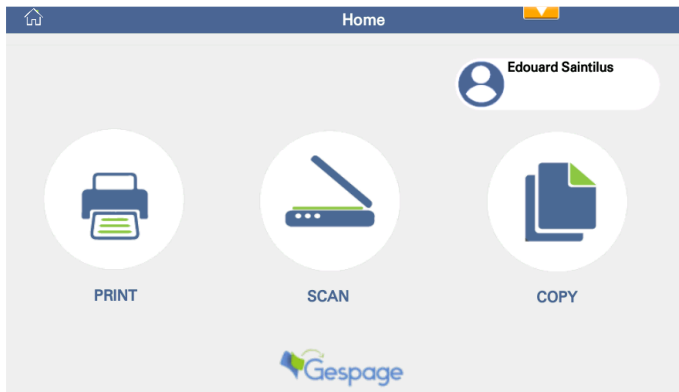 Home
Edouard Saintilus
PRINT
SCAN
COPY
Gespage